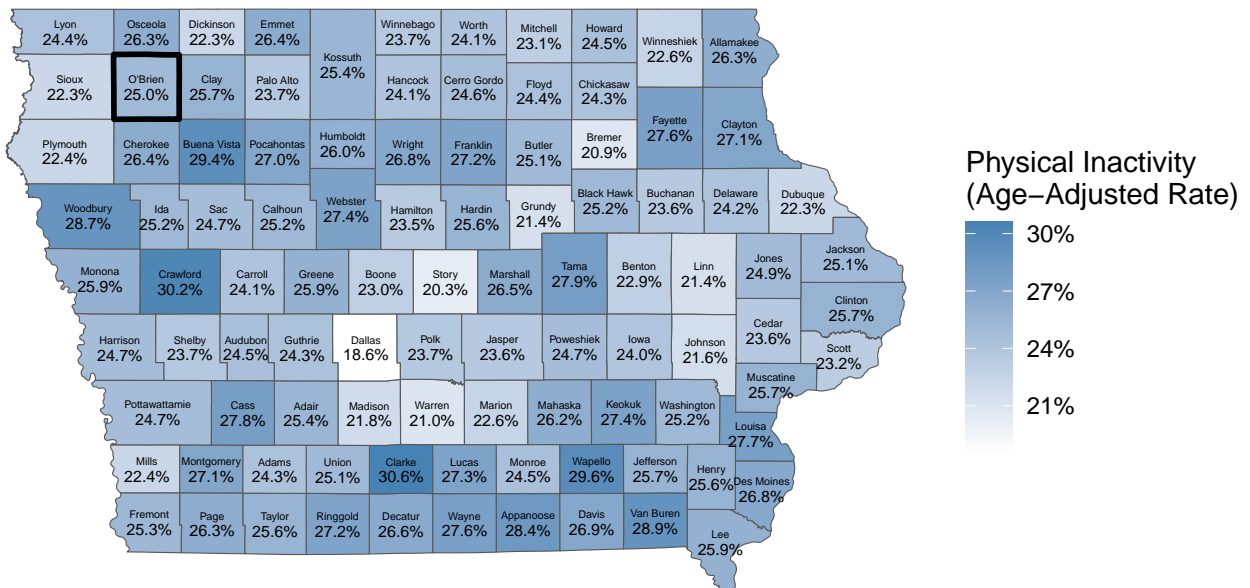 Lyon
24.4%
Osceola
26.3%
Dickinson
22.3%
Emmet
26.4%
Kossuth
25.4%
Winnebago
23.7%
Worth
24.1%
Mitchell
23.1%
Howard
24.5%
Winneshiek
22.6%
Allamakee
26.3%
Sioux
22.3%
O'Brien
25.0%
Clay
25.7%
Palo Alto
23.7%
Hancock
24.1%
Cerro Gordo
24.6%
Floyd
24.4%
Chickasaw
24.3%
Fayette
27.6%
Clayton
27.1%
Plymouth
22.4%
Cherokee
26.4%
Buena Vista
29.4%
Pocahontas
27.0%
Humboldt
26.0%
Wright
26.8%
Franklin
27.2%
Butler
25.1%
Bremer
20.9%
Woodbury
28.7%
Ida
25.2%
Sac
24.7%
Calhoun
25.2%
Webster
27.4%
Hamilton
23.5%
Hardin
25.6%
Grundy
21.4%
Black Hawk
25.2%
Buchanan
23.6%
Delaware
24.2%
Dubuque
22.3%
Monona
25.9%
Crawford
30.2%
Carroll
24.1%
Greene
25.9%
Boone
23.0%
Story
20.3%
Marshall
26.5%
Tama
27.9%
Benton
22.9%
Linn
21.4%
Jones
24.9%
Jackson
25.1%
Clinton
25.7%
Harrison
24.7%
Shelby
23.7%
Audubon
24.5%
Guthrie
24.3%
Dallas
18.6%
Polk
23.7%
Jasper
23.6%
Poweshiek
24.7%
Iowa
24.0%
Johnson
21.6%
Cedar
23.6%
Scott
23.2%
Muscatine
25.7%
Pottawattamie
24.7%
Cass
27.8%
Adair
25.4%
Madison
21.8%
Warren
21.0%
Marion
22.6%
Mahaska
26.2%
Keokuk
27.4%
Washington
25.2%
Louisa
27.7%
Mills
22.4%
Montgomery
27.1%
Adams
24.3%
Union
25.1%
Clarke
30.6%
Lucas
27.3%
Monroe
24.5%
Wapello
29.6%
Jefferson
25.7%
Henry
25.6%
Des Moines
26.8%
Fremont
25.3%
Page
26.3%
Taylor
25.6%
Ringgold
27.2%
Decatur
26.6%
Wayne
27.6%
Appanoose
28.4%
Davis
26.9%
Van Buren
28.9%
Lee
25.9%
Physical Inactivity
(Age−Adjusted Rate)
30%
27%
24%
21%